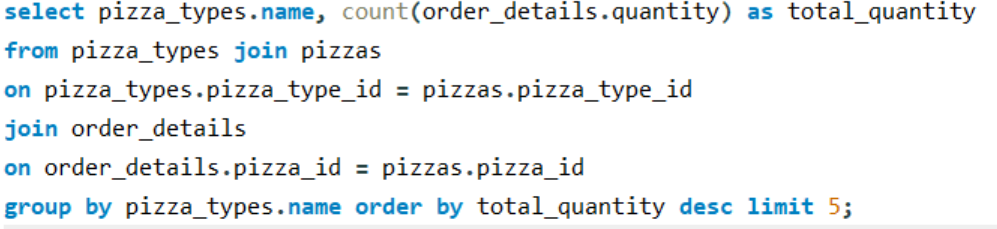 select pizza_types.name, count(order_details.quantity) as total_quantity
from pizza_types join pizzas
on pizza_types.pizza_type_id = pizzas.pizza_type_id
join order_details
on order_details.pizza_id = pizzas.pizza_id
group by pizza_types.name order by total_quantity desc limit 5;